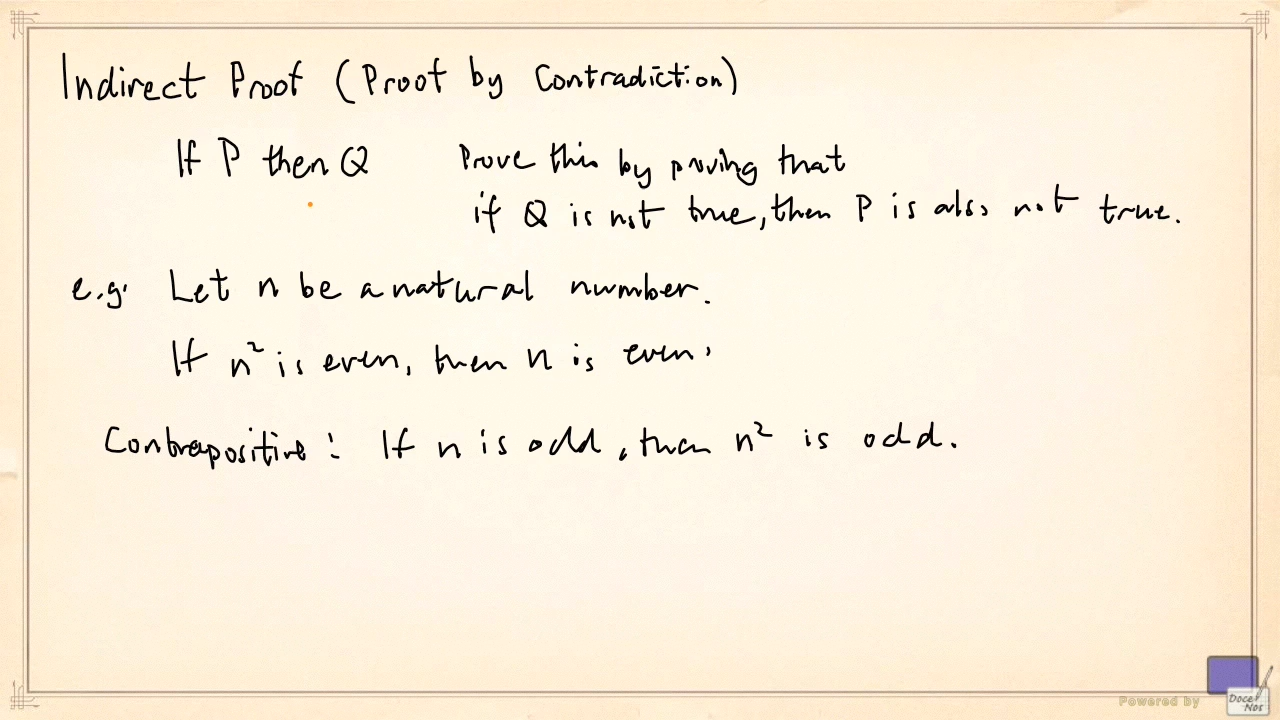 Indirect Proof (Proof by Contradiction)
If P then Q Prove this by proving that
if Q is not true, then P is also not true.
e.g. Let n be a natural number.
If n² is even, then n is even.
Contrapositive: If n is odd, then n² is odd.
Powered by Doceri